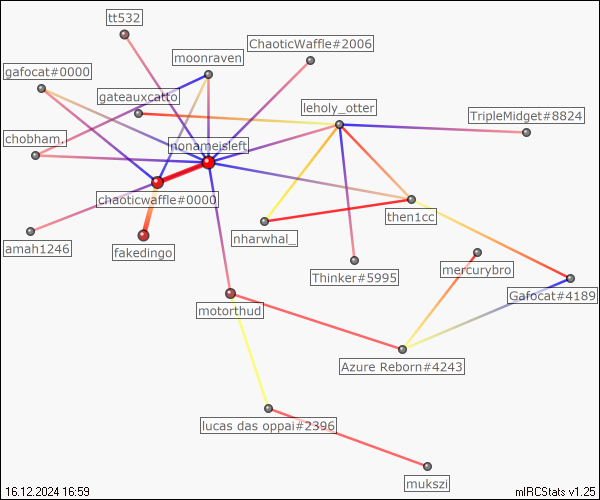 tt532
ChaoticWaffle#2006
moonraven
gafocat#0000
gateauxcatto
leholy_otter
TripleMidget#8824
chobham.
nonameisleft
chaoticwaffle#0000
then1cc
nharwhal_
amah1246
fakedingo
Thinker#5995
mercurybro
Gafocat#4189
motorthud
Azure Reborn#4243
lucas das oppai#2396
mukszi
16.12.2024 16:59
mIRCStats v1.25